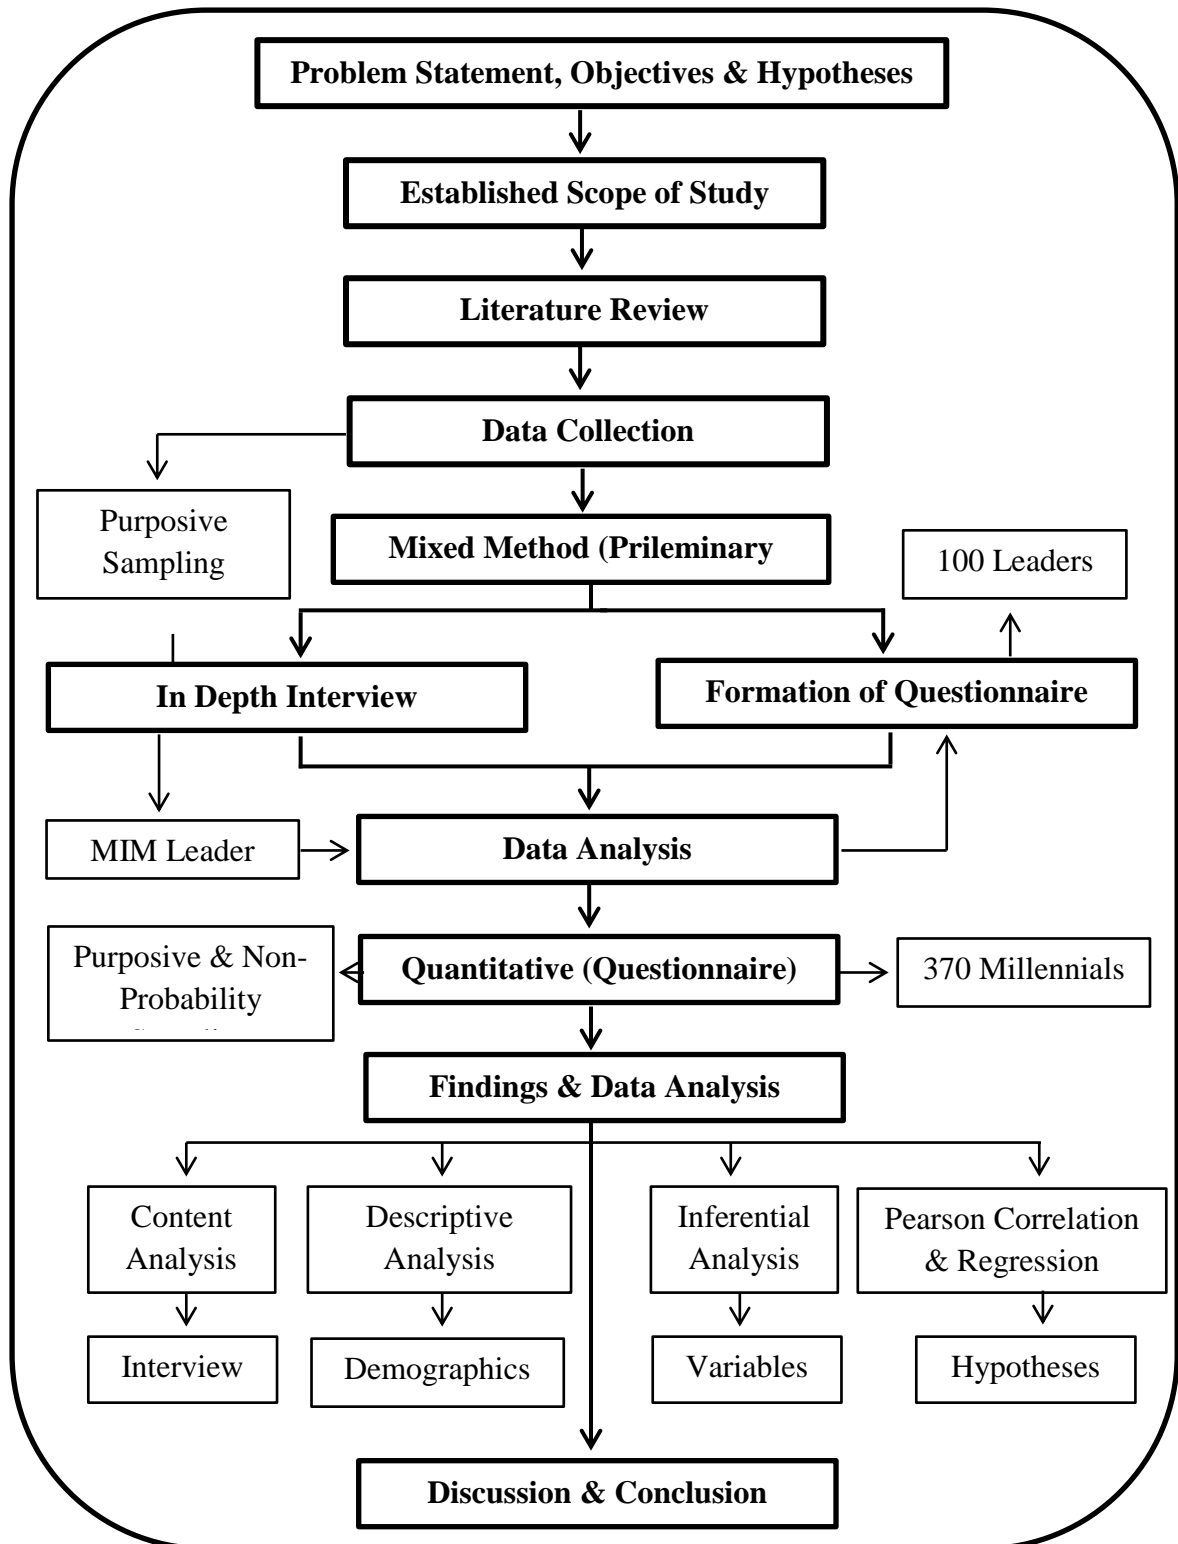 Problem Statement, Objectives & Hypotheses
Established Scope of Study
Literature Review
Data Collection
Purposive
Sampling
Mixed Method (Prileminary
100 Leaders
In Depth Interview
Formation of Questionnaire
MIM Leader
Data Analysis
Purposive & Non-
Probability
Quantitative (Questionnaire)
370 Millennials
Findings & Data Analysis
Content
Analysis
Descriptive
Analysis
Inferential
Analysis
Pearson Correlation
& Regression
Interview
Demographics
Variables
Hypotheses
Discussion & Conclusion